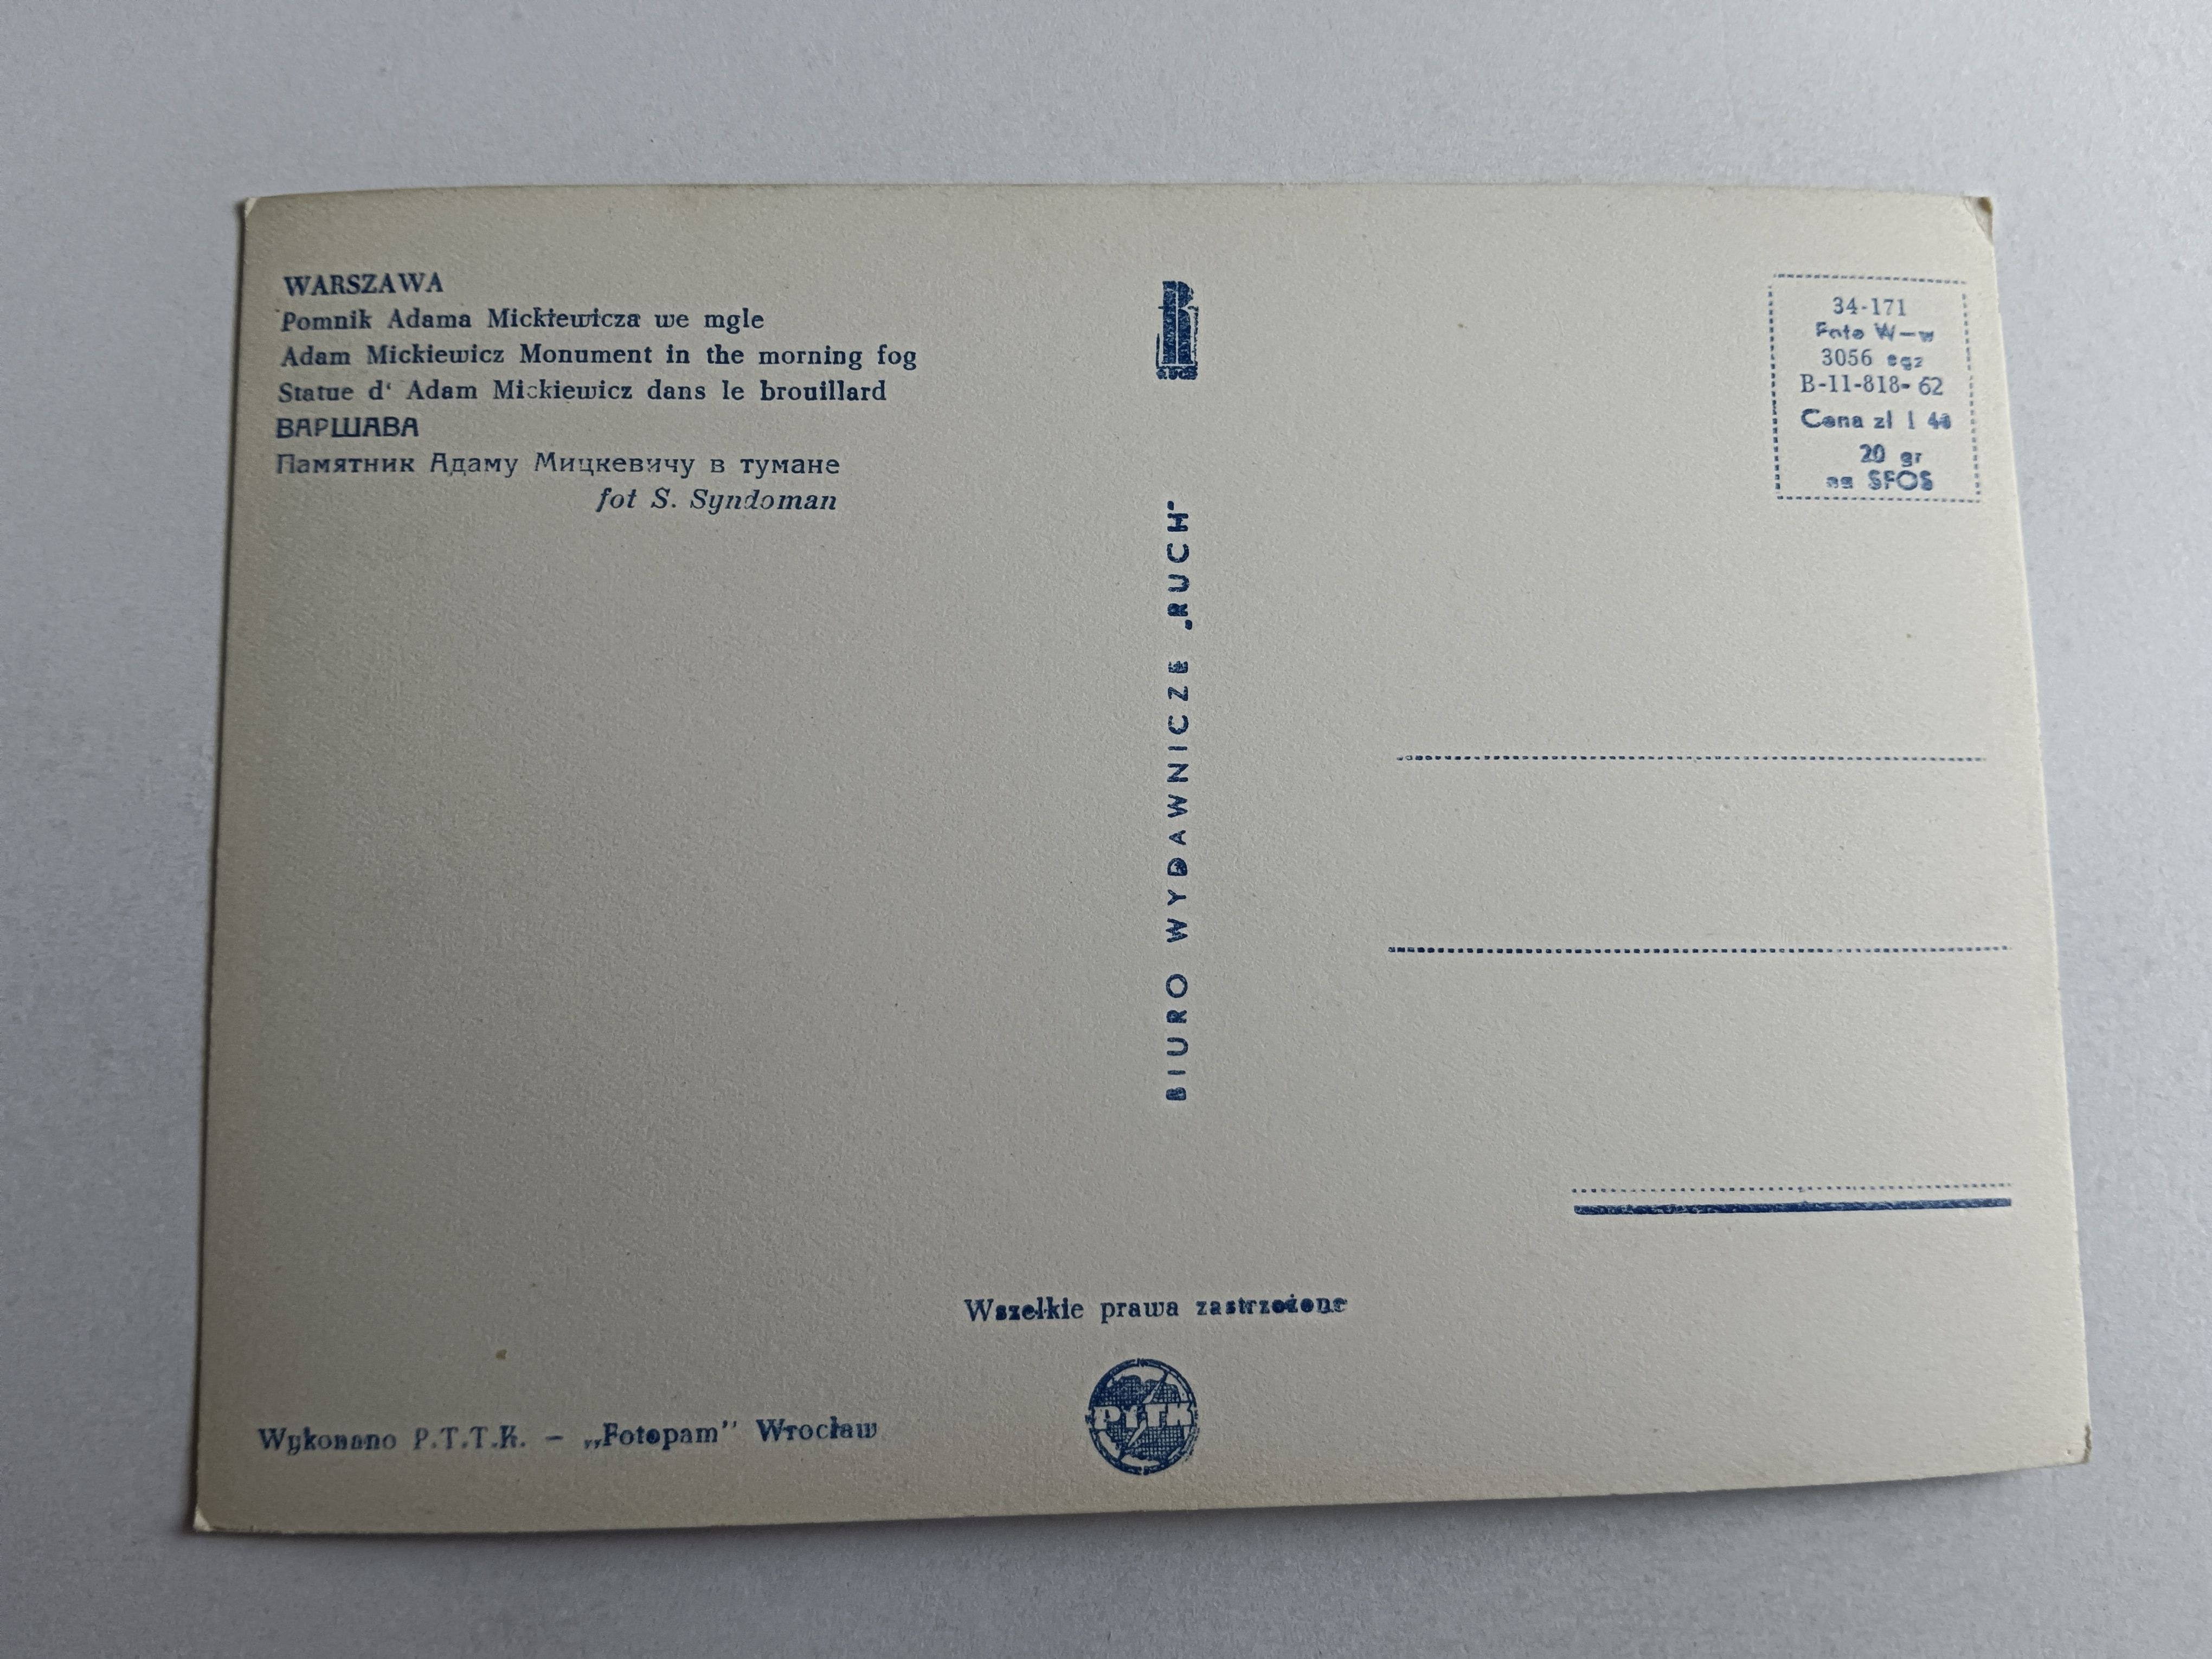 WARSZAWA
Pomnik Adama Mickiewicza we mgle
Adam Mickiewicz Monument in the morning fog
Statue d‘ Adam Mickiewicz dans le brouillard
ВАРШАВА
Памятник Адаму Мицкевичу в тумане
fot S. Syndoman
BIURO WYDAWNICZE „RUCH”
34-171
Foto W-w
3056 egz
B-11-818-62
Cena zł 1 40
20 gr
na SFOS
Wszelkie prawa zastrzeżone
PTTK
Wykonano P.T.T.K. — „Fotopam” Wrocław